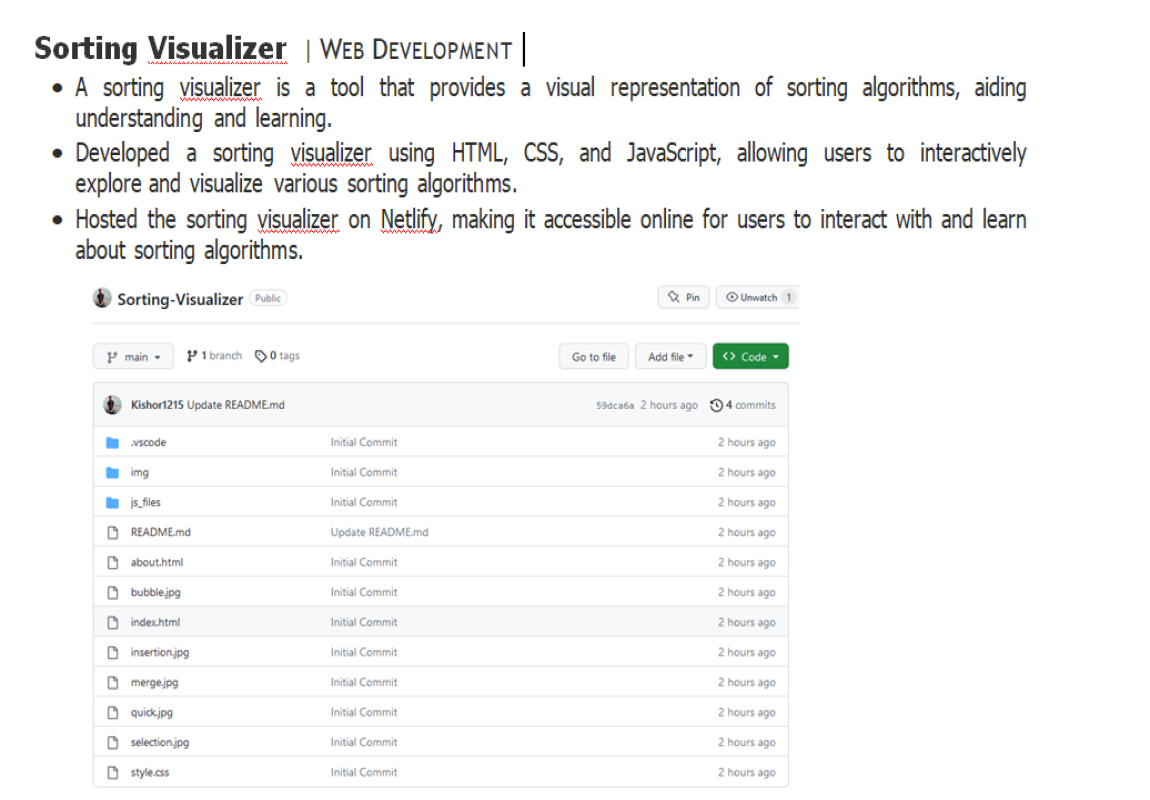 Sorting Visualizer | WEB DEVELOPMENT
• A sorting visualizer is a tool that provides a visual representation of sorting algorithms, aiding
understanding and learning.
• Developed a sorting visualizer using HTML, CSS, and JavaScript, allowing users to interactively
explore and visualize various sorting algorithms.
• Hosted the sorting visualizer on Netlify, making it accessible online for users to interact with and learn
about sorting algorithms.
Sorting-Visualizer Public Pin Unwatch 1
main 1 branch 0 tags Go to file Add file Code
Kishor1215 Update README.md 59dca6a 2 hours ago 4 commits
.vscode Initial Commit 2 hours ago
img Initial Commit 2 hours ago
js_files Initial Commit 2 hours ago
README.md Update README.md 2 hours ago
about.html Initial Commit 2 hours ago
bubble.jpg Initial Commit 2 hours ago
index.html Initial Commit 2 hours ago
insertion.jpg Initial Commit 2 hours ago
merge.jpg Initial Commit 2 hours ago
quick.jpg Initial Commit 2 hours ago
selection.jpg Initial Commit 2 hours ago
style.css Initial Commit 2 hours ago